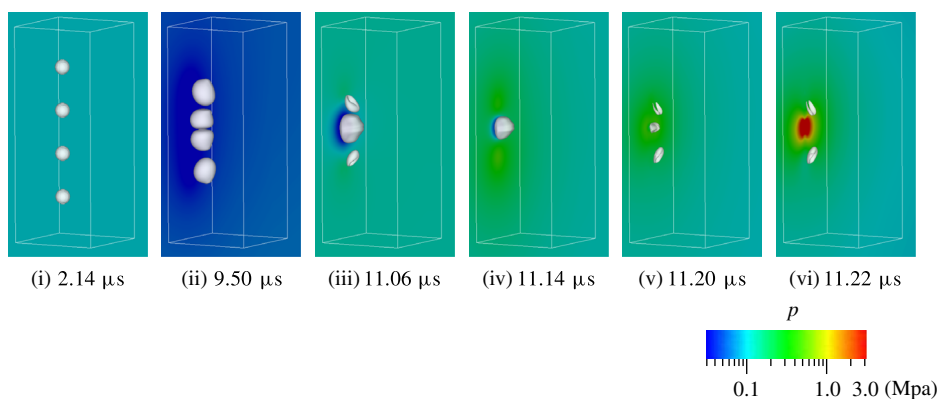 (i) 2.14 μs (ii) 9.50 μs (iii) 11.06 μs (iv) 11.14 μs (v) 11.20 μs (vi) 11.22 μs
p
0.1 1.0 3.0 (Mpa)